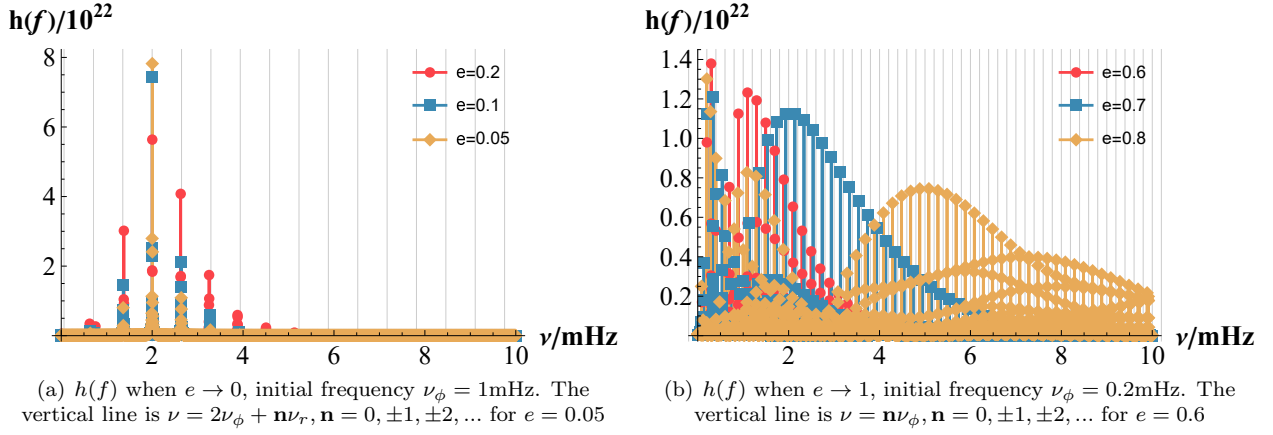 h(f)/10^22
8
6
4
2
0
2
4
6
8
10
ν/mHz
e=0.2
e=0.1
e=0.05
(a) h(f) when e → 0, initial frequency ν_ϕ = 1mHz. The
vertical line is ν = 2ν_ϕ + nν_r, n = 0, ±1, ±2, ... for e = 0.05
h(f)/10^22
1.4
1.2
1.0
0.8
0.6
0.4
0.2
0
2
4
6
8
10
ν/mHz
e=0.6
e=0.7
e=0.8
(b) h(f) when e → 1, initial frequency ν_ϕ = 0.2mHz. The
vertical line is ν = nν_ϕ, n = 0, ±1, ±2, ... for e = 0.6